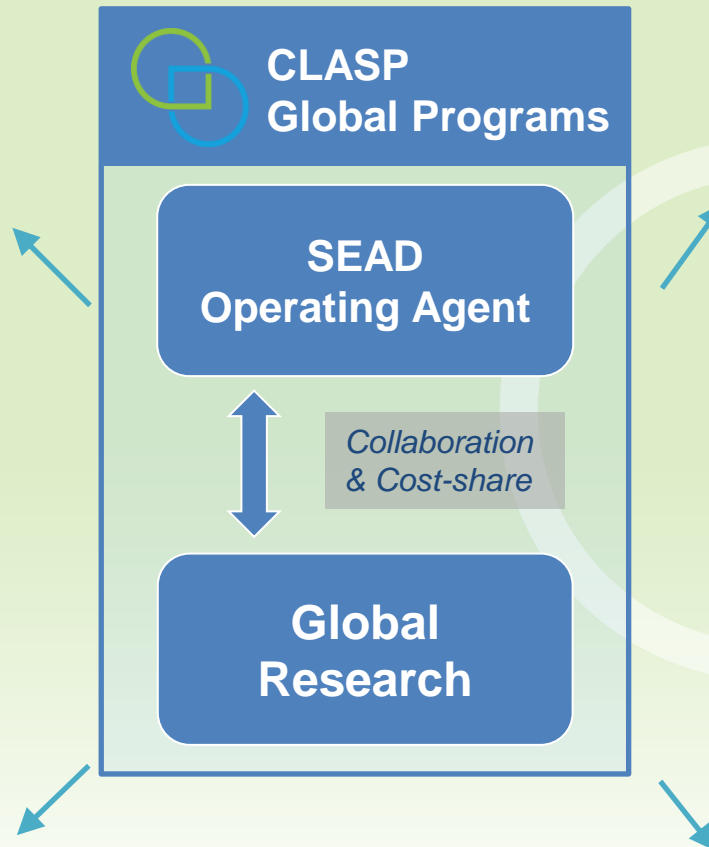 CLASP
Global Programs
SEAD
Operating Agent
Collaboration
& Cost-share
Global
Research